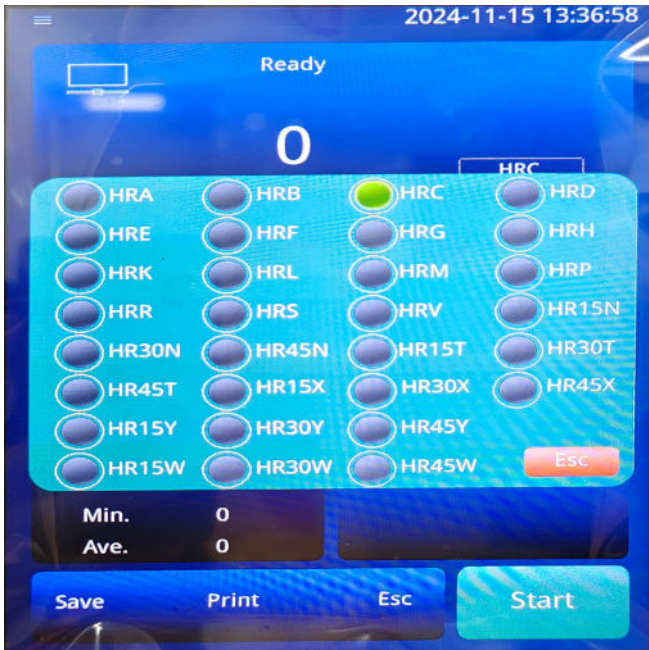 2024-11-15 13:36:58
Ready
0
HRC
HRA HRB HRC HRD
HRE HRF HRG HRH
HRK HRL HRM HRP
HRR HRS HRV HR15N
HR30N HR45N HR15T HR30T
HR45T HR15X HR30X HR45X
HR15Y HR30Y HR45Y
HR15W HR30W HR45W Esc
Min. 0
Ave. 0
Save Print Esc Start